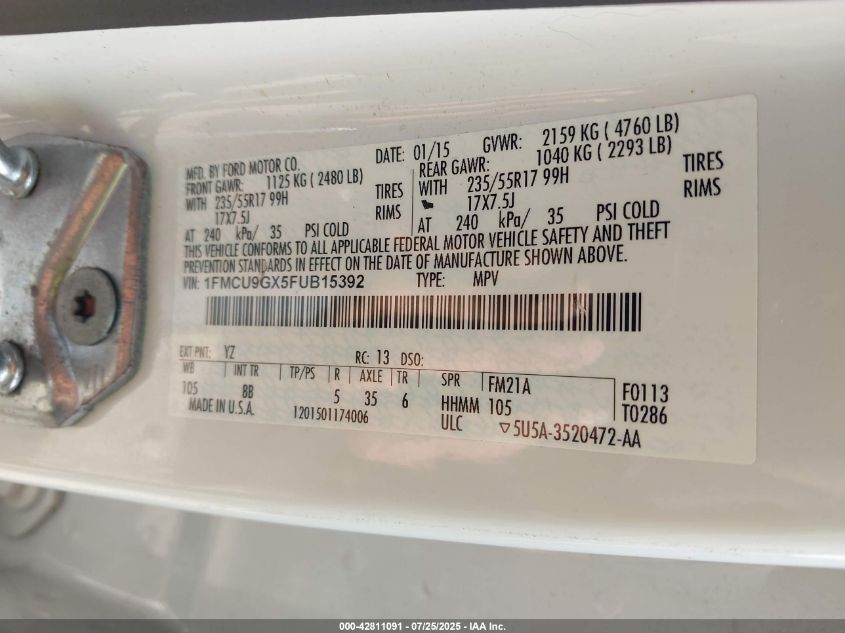 MFD. BY FORD MOTOR CO.
DATE: 01/15 GVWR: 2159 KG ( 4760 LB)
FRONT GAWR: 1125 KG ( 2480 LB)
WITH 235/55R17 99H TIRES
17X7.5J RIMS
AT 240 kPa/ 35 PSI COLD
REAR GAWR: 1040 KG ( 2293 LB)
WITH 235/55R17 99H TIRES
17X7.5J RIMS
AT 240 kPa/ 35 PSI COLD
THIS VEHICLE CONFORMS TO ALL APPLICABLE FEDERAL MOTOR VEHICLE SAFETY AND THEFT
PREVENTION STANDARDS IN EFFECT ON THE DATE OF MANUFACTURE SHOWN ABOVE.
VIN: 1FMCU9GX5FUB15392 TYPE: MPV
EXT PNT: YZ RC: 13 DSO:
WB INT TR TP/PS R AXLE TR SPR FM21A
105 8B 5 35 6 HHMM 105
F0113
T0286
MADE IN U.S.A. 1201501174006 ULC ▽5U5A-3520472-AA
000-42811091 - 07/25/2025 - IAA Inc.